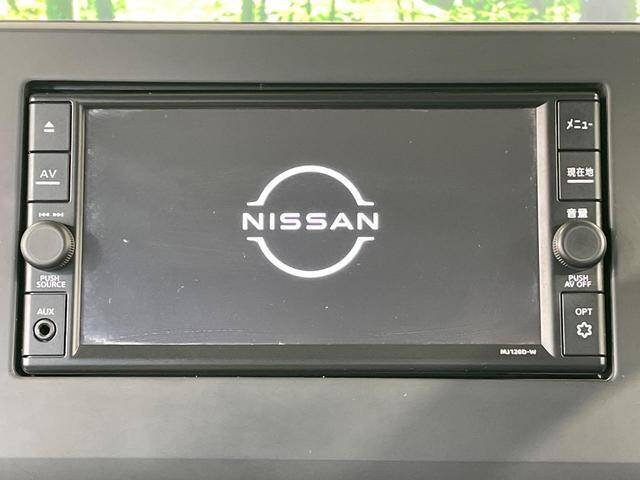 AV
PUSH
SOURCE
AUX
NISSAN
メニュー
現在地
音量
PUSH
AV OFF
OPT
MJ120D-W